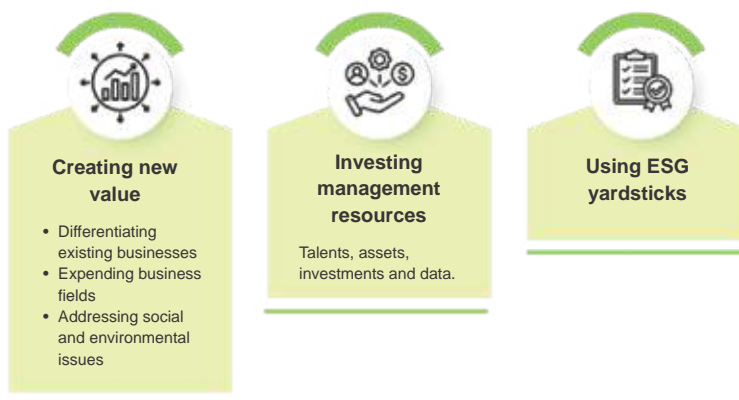 Creating new
value
• Differentiating
existing businesses
• Expending business
fields
• Addressing social
and environmental
issues
Investing
management
resources
Talents, assets,
investments and data.
Using ESG
yardsticks